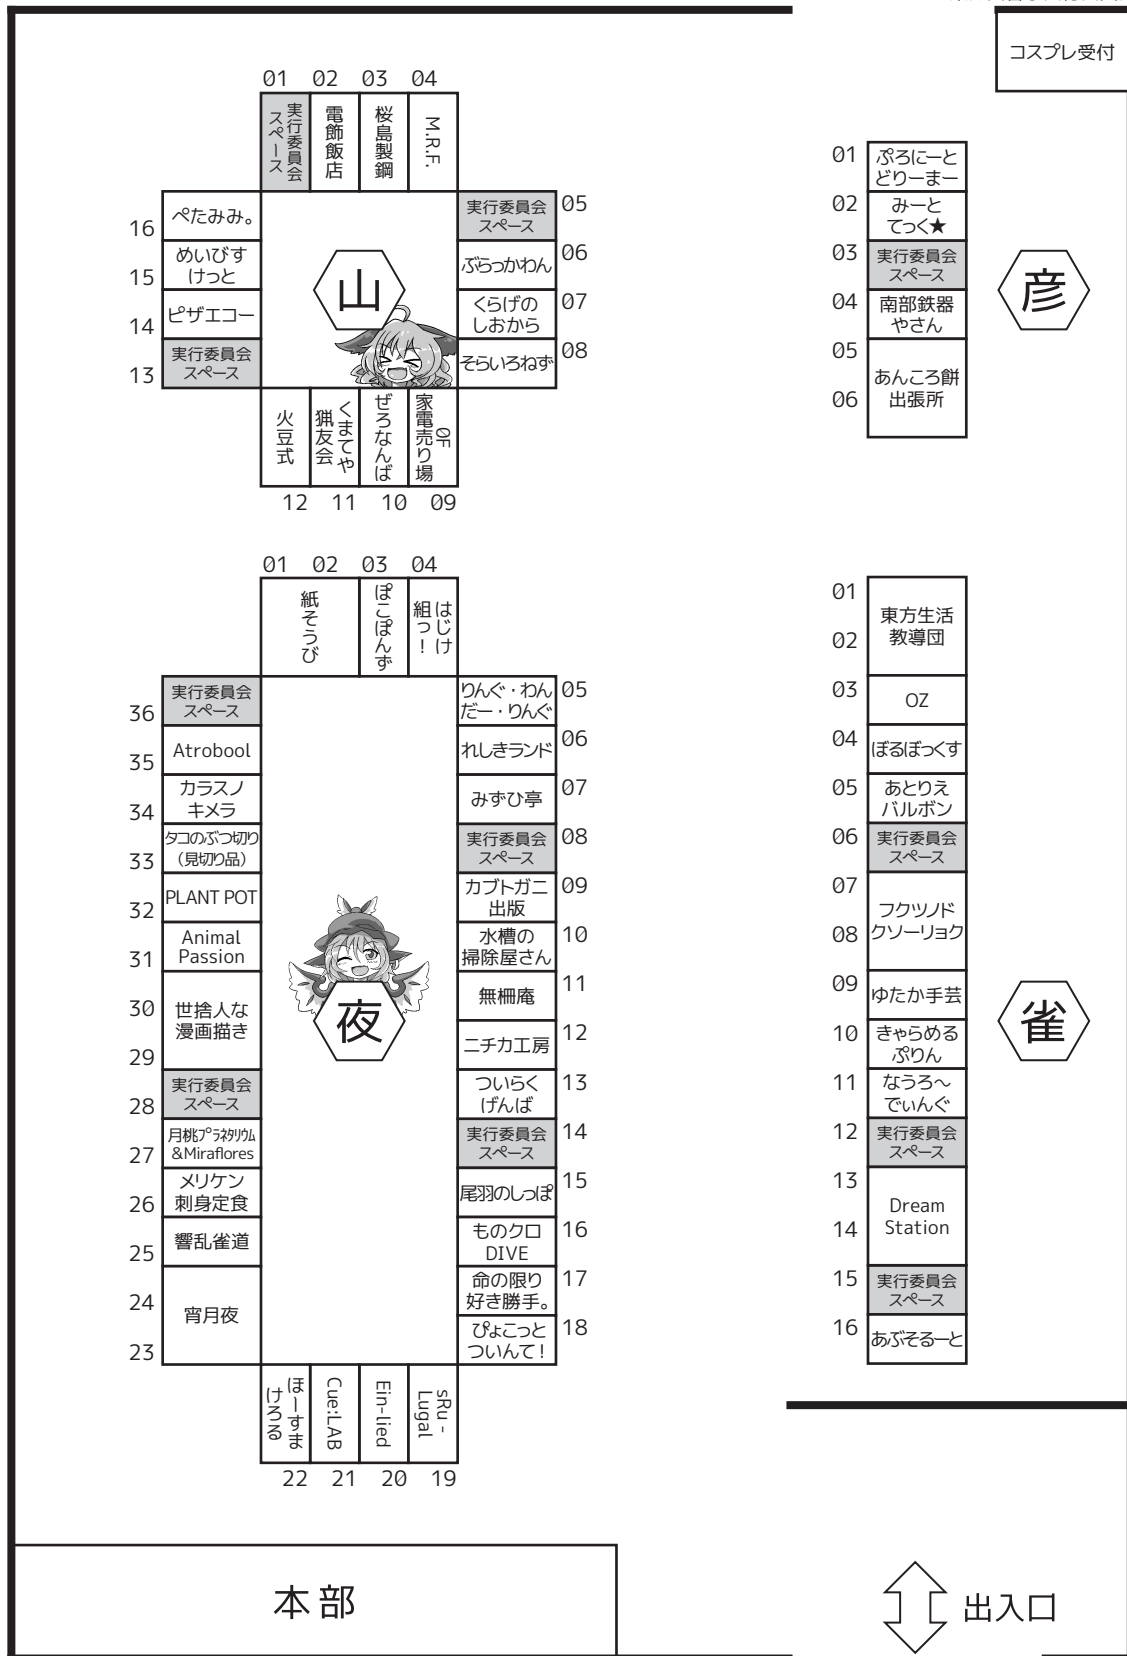 コスプレ受付
01 02 03 04
実行委員会
スペース
電飾飯店
桜島製鋼
M.R.F.
16 ぺたみみ。
15 めいびす
けっと
14 ピザエコー
13 実行委員会
スペース
山
実行委員会
スペース 05
ぶらっかわん 06
くらげの
しおから 07
そらいろねず 08
火豆式
くまてや
猟友会
ぜろなんば
0F
家電売り場
12 11 10 09
01 ぷろにーと
どりーまー
02 みーと
てっく★
03 実行委員会
スペース
04 南部鉄器
やさん
05
06
あんころ餅
出張所
彦
01 02 03 04
紙そうび
ぽこぽんず
はじけ
組っ!
36 実行委員会
スペース
35 Atrobool
34 カラスノ
キメラ
33 タコのぶつ切り
(見切り品)
32 PLANT POT
31 Animal
Passion
30
29
世捨人な
漫画描き
28 実行委員会
スペース
27 月桃プラネタリウム
&Miraflores
26 メリケン
刺身定食
25 響乱雀道
24
23
宵月夜
夜
りんぐ・わん
だー・りんぐ 05
れしきランド 06
みずひ亭 07
実行委員会
スペース 08
カブトガニ
出版 09
水槽の
掃除屋さん 10
無柵庵 11
ニチカ工房 12
ついらく
げんば 13
実行委員会
スペース 14
尾羽のしっぽ 15
ものクロ
DIVE 16
命の限り
好き勝手。 17
ぴょこっと
ついんて! 18
ほーすま
けろる
Cue:LAB
Ein-lied
sRu-
Lugal
22 21 20 19
01
02
東方生活
教導団
03 OZ
04 ぼるぼっくす
05 あとりえ
バルボン
06 実行委員会
スペース
07
08
フクツノド
クソーリョク
09 ゆたか手芸
10 きゃらめる
ぷりん
11 なうろ～
でぃんぐ
12 実行委員会
スペース
13
14
Dream
Station
15 実行委員会
スペース
16 あぶそるーと
雀
本部
出入口